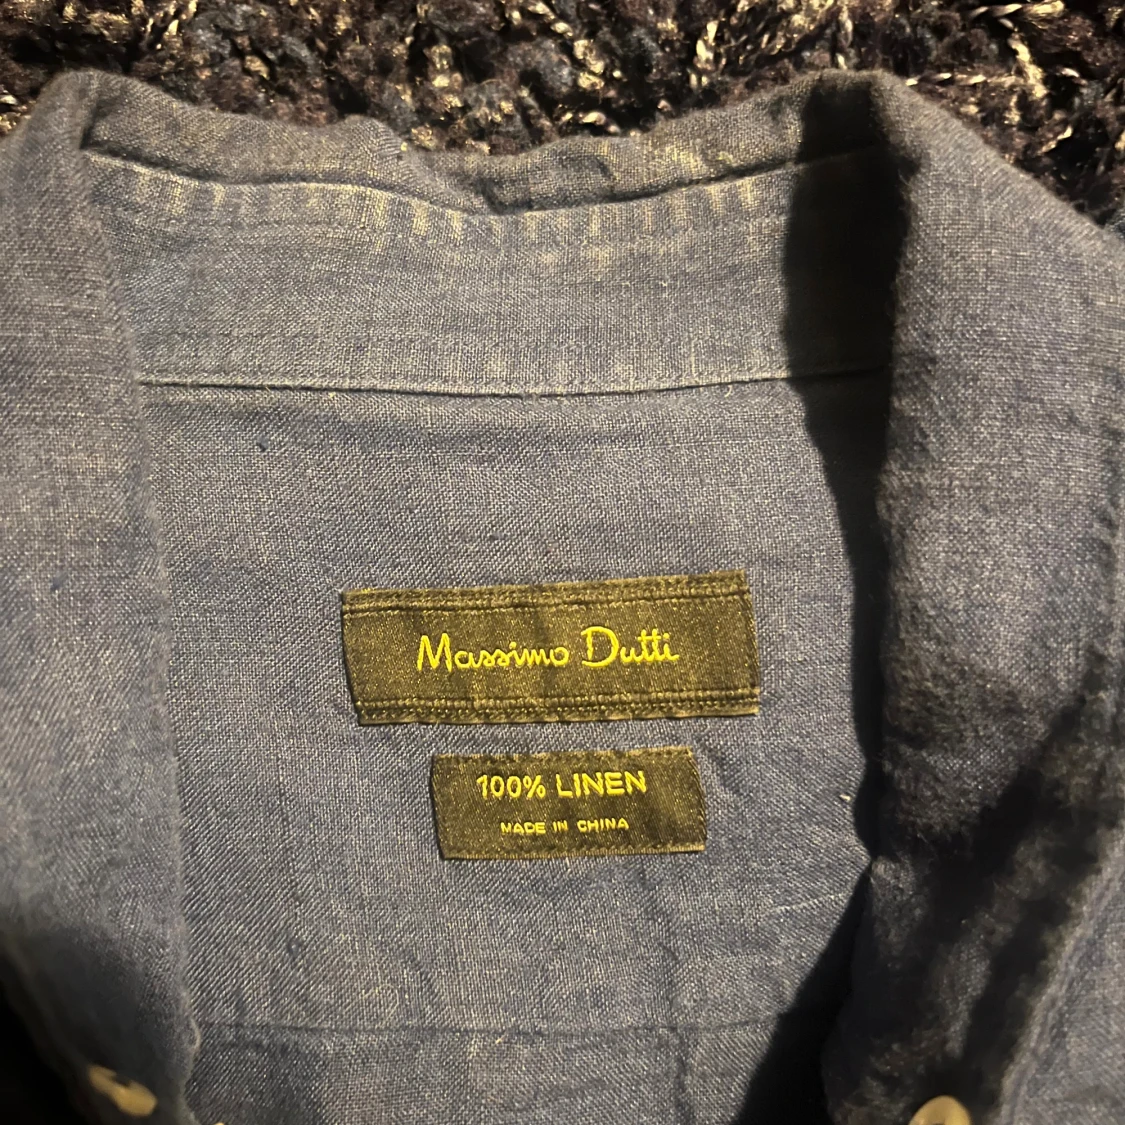 Massimo Dutti
100% LINEN
MADE IN CHINA